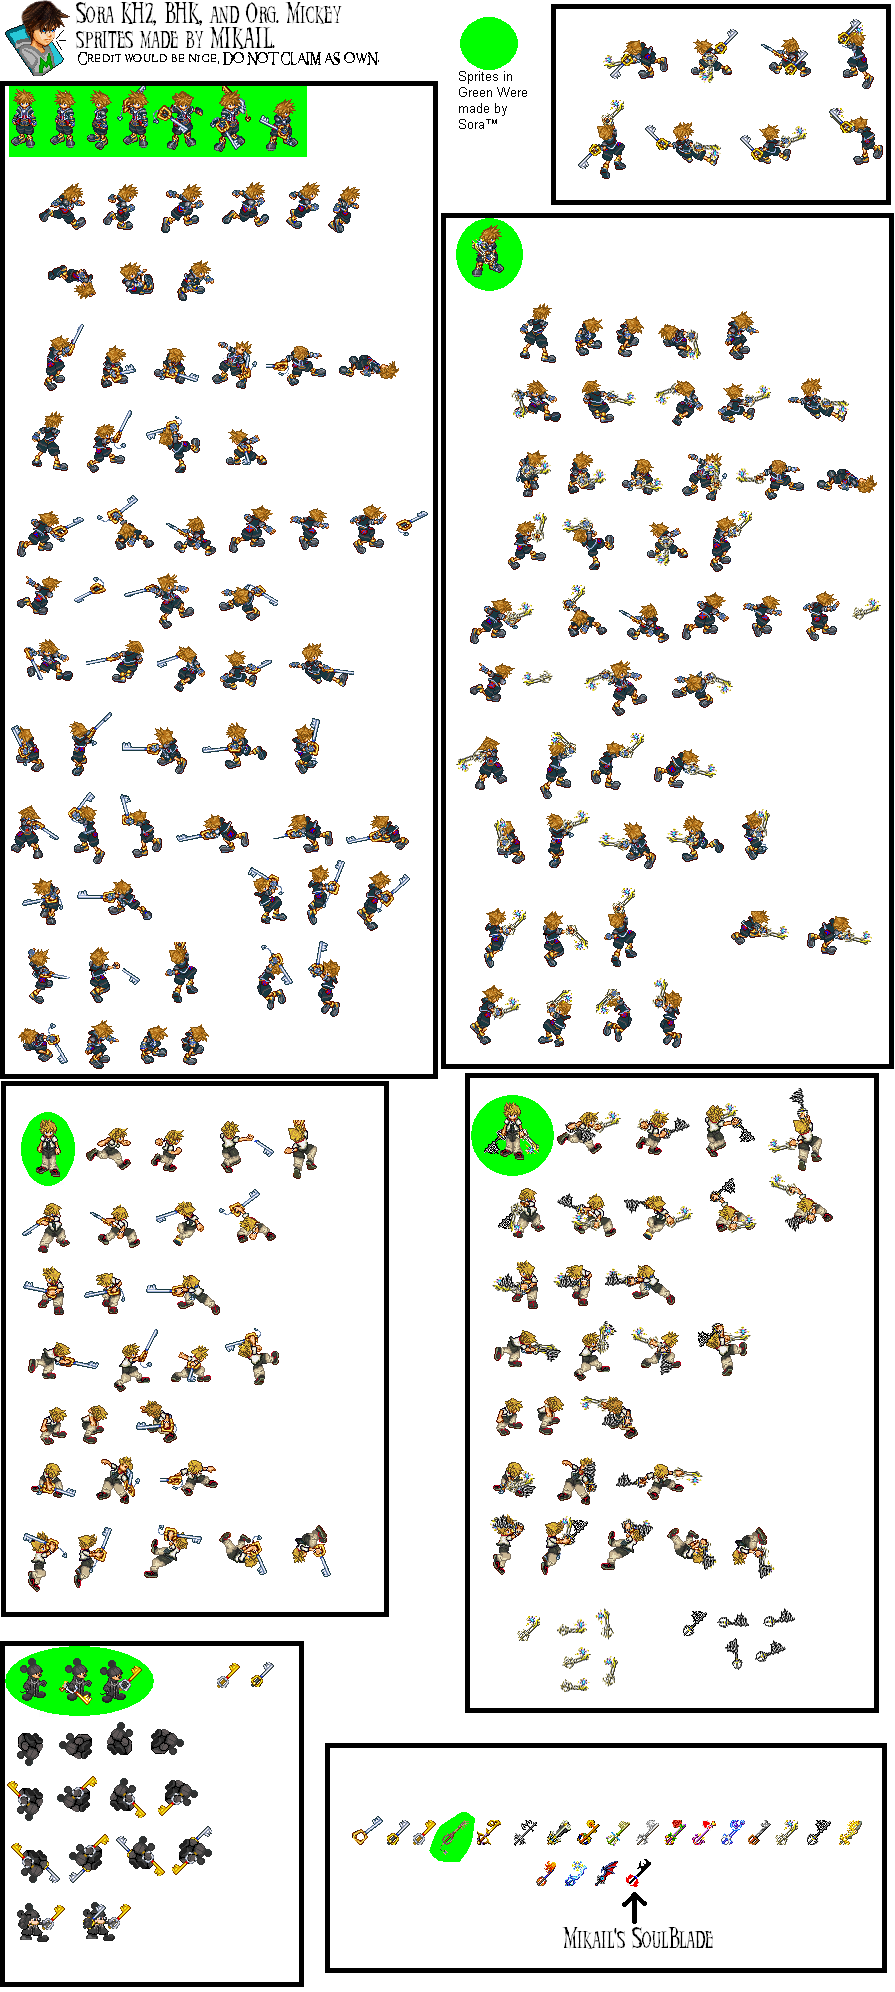 Sora KH2, BHK, and Org. Mickey
sprites made by MIKAIL.
Credit would be nice, DO NOT CLAIM AS OWN.
Sprites in
Green Were
made by
Sora™
Mikail's SoulBlade